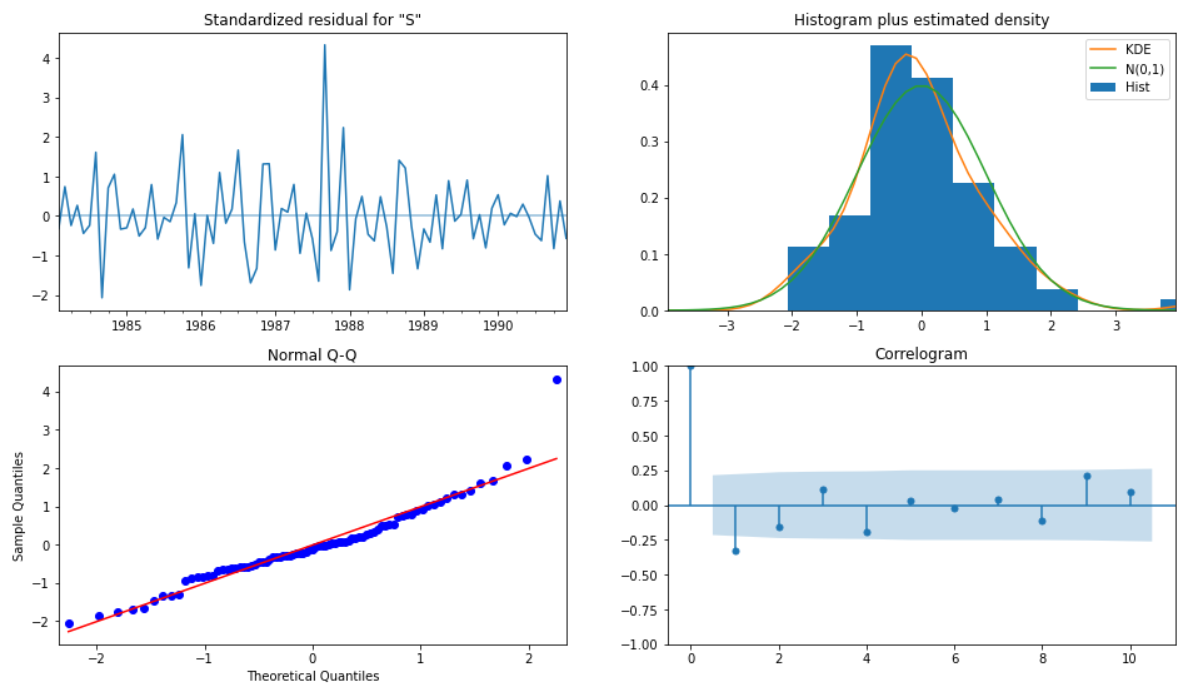 Standardized residual for "S"
4
3
2
1
0
−1
−2
1985 1986 1987 1988 1989 1990
Histogram plus estimated density
KDE
N(0,1)
Hist
0.4
0.3
0.2
0.1
0.0
−3 −2 −1 0 1 2 3
Normal Q-Q
Sample Quantiles
4
3
2
1
0
−1
−2
−2 −1 0 1 2
Theoretical Quantiles
Correlogram
1.00
0.75
0.50
0.25
0.00
−0.25
−0.50
−0.75
−1.00
0 2 4 6 8 10